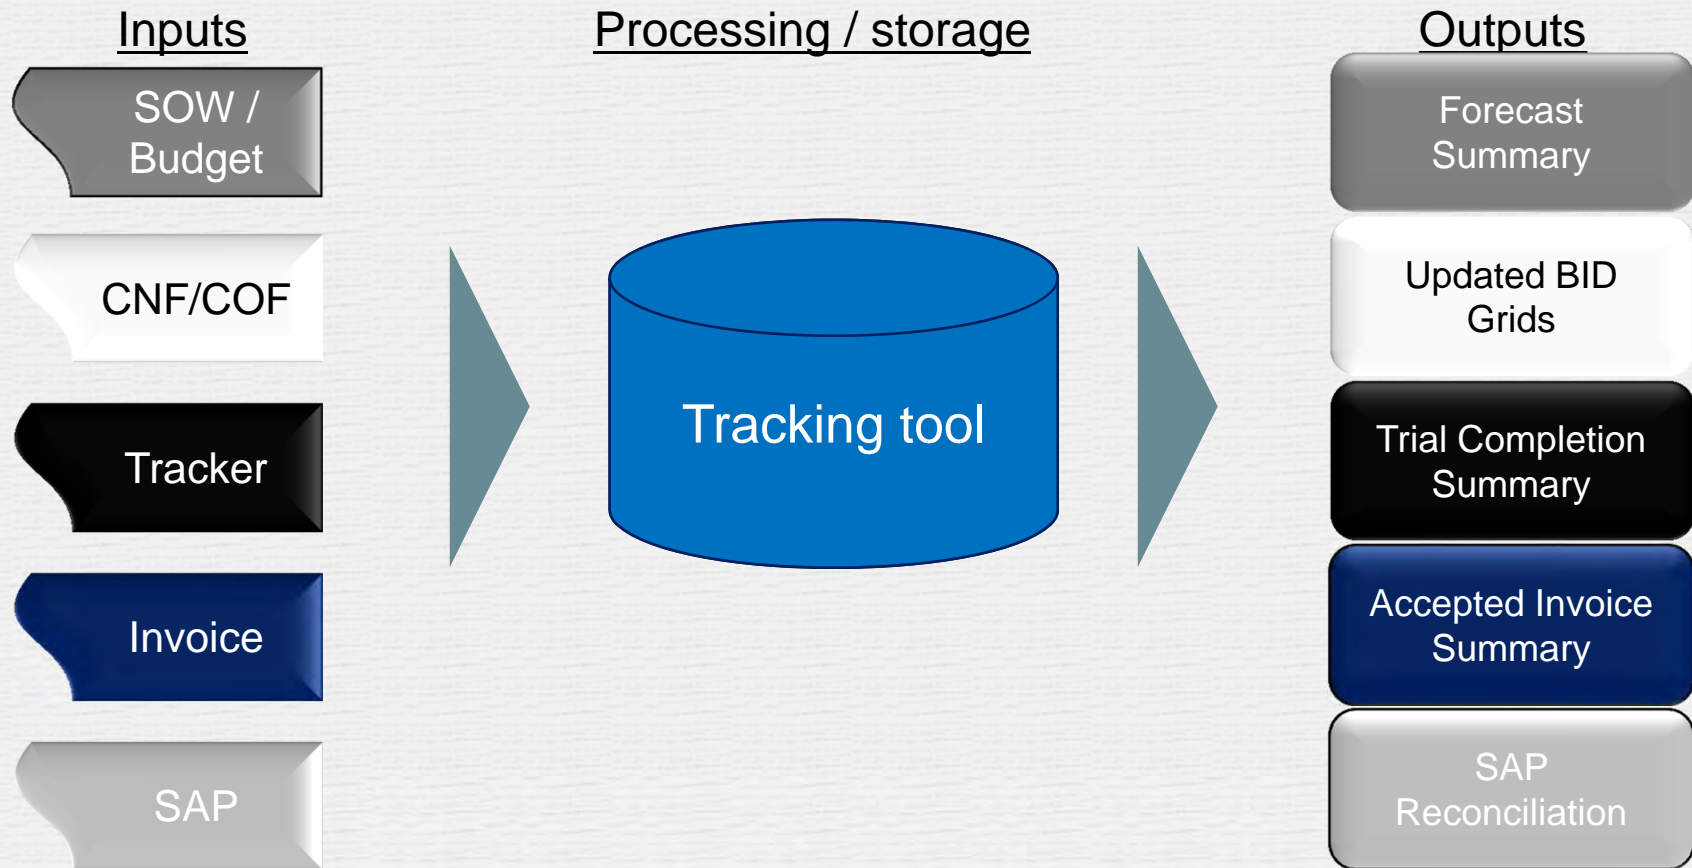 Inputs
Processing / storage
Outputs
SOW /
Budget
CNF/COF
Tracker
Invoice
SAP
Tracking tool
Forecast
Summary
Updated BID
Grids
Trial Completion
Summary
Accepted Invoice
Summary
SAP
Reconciliation